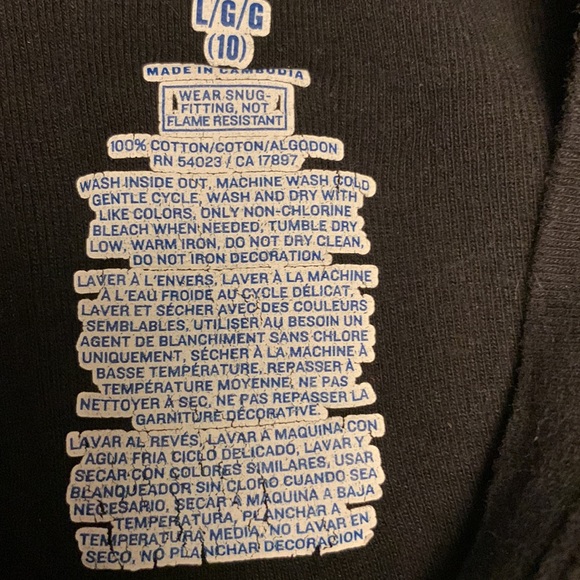 L/G/G
(10)
MADE IN CAMBODIA
WEAR SNUG-
FITTING, NOT
FLAME RESISTANT
100% COTTON/COTON/ALGODON
RN 54023 / CA 17897
WASH INSIDE OUT, MACHINE WASH COLD
GENTLE CYCLE, WASH AND DRY WITH
LIKE COLORS, ONLY NON-CHLORINE
BLEACH WHEN NEEDED, TUMBLE DRY
LOW, WARM IRON, DO NOT DRY CLEAN,
DO NOT IRON DECORATION.
LAVER À L'ENVERS, LAVER À LA MACHINE
À L'EAU FROIDE AU CYCLE DÉLICAT,
LAVER ET SÉCHER AVEC DES COULEURS
SEMBLABLES, UTILISER AU BESOIN UN
AGENT DE BLANCHIMENT SANS CHLORE
UNIQUEMENT, SÉCHER À LA MACHINE À
BASSE TEMPÉRATURE, REPASSER À
TEMPÉRATURE MOYENNE, NE PAS
NETTOYER À SEC, NE PAS REPASSER LA
GARNITURE DÉCORATIVE.
LAVAR AL REVÉS, LAVAR A MAQUINA CON
AGUA FRIA CICLO DELICADO, LAVAR Y
SECAR CON COLORES SIMILARES, USAR
BLANQUEADOR SIN CLORO CUANDO SEA
NECESARIO, SECAR A MAQUINA A BAJA
TEMPERATURA, PLANCHAR A
TEMPERATURA MEDIA, NO LAVAR EN
SECO, NO PLANCHAR DECORACION.